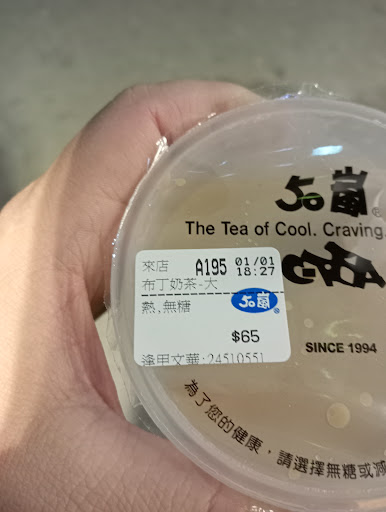 50嵐®
The Tea of Cool. Craving.
來店 A195 01/01
18:27
布丁奶茶-大
熱,無糖
50嵐®
$65
逢甲文華:24510551
SINCE 1994
為了您的健康,請選擇無糖或減